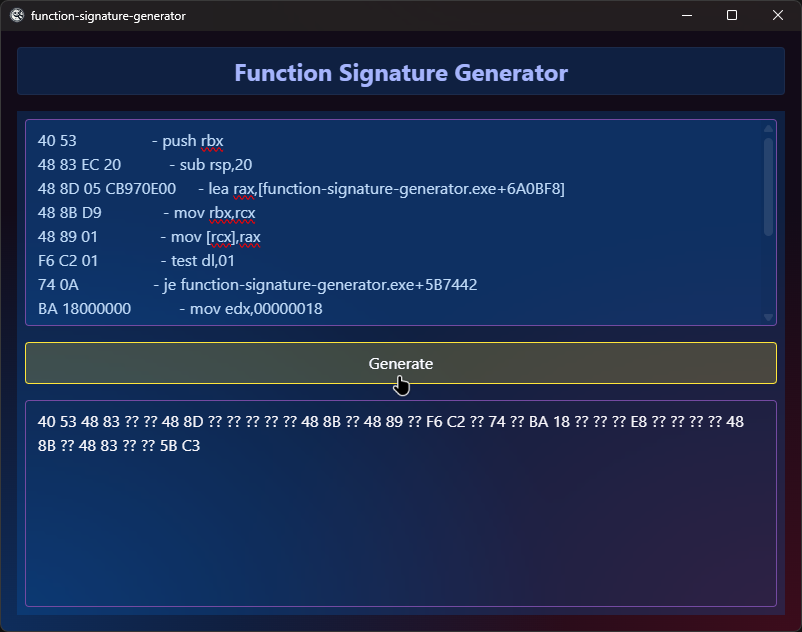 function-signature-generator
Function Signature Generator
40 53 - push rbx
48 83 EC 20 - sub rsp,20
48 8D 05 CB970E00 - lea rax,[function-signature-generator.exe+6A0BF8]
48 8B D9 - mov rbx,rcx
48 89 01 - mov [rcx],rax
F6 C2 01 - test dl,01
74 0A - je function-signature-generator.exe+5B7442
BA 18000000 - mov edx,00000018
Generate
40 53 48 83 ?? ?? 48 8D ?? ?? ?? ?? ?? 48 8B ?? 48 89 ?? F6 C2 ?? 74 ?? BA 18 ?? ?? ?? E8 ?? ?? ?? ?? 48
8B ?? 48 83 ?? ?? 5B C3